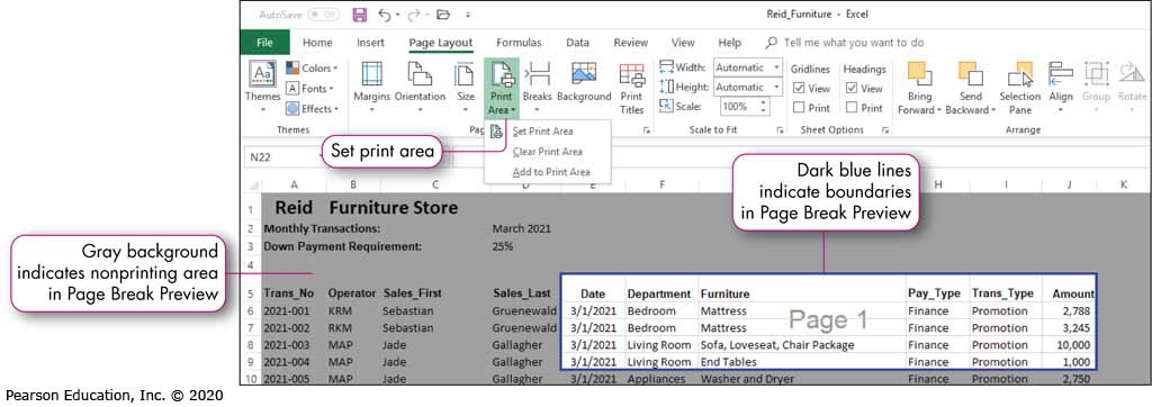 AutoSave Off Reid_Furniture - Excel
File Home Insert Page Layout Formulas Data Review View Help Tell me what you want to do
Themes Colors Fonts Effects Margins Orientation Size Print Area Breaks Background Print Titles Width: Automatic Height: Automatic Scale: 100% Gridlines View Print Headings View Print Bring Forward Send Backward Selection Pane Align Group Rotate
Themes Pag Scale to Fit Sheet Options Arrange
Set Print Area
Clear Print Area
Add to Print Area
Set print area
N22
Dark blue lines
indicate boundaries
in Page Break Preview
A B C D E F H I J K
1 Reid Furniture Store
2 Monthly Transactions: March 2021
3 Down Payment Requirement: 25%
4
Gray background
indicates nonprinting area
in Page Break Preview
5 Trans_No Operator Sales_First Sales_Last Date Department Furniture Pay_Type Trans_Type Amount
6 2021-001 KRM Sebastian Gruenewald 3/1/2021 Bedroom Mattress Finance Promotion 2,788
7 2021-002 RKM Sebastian Gruenewald 3/1/2021 Bedroom Mattress Finance Promotion 3,245
Page 1
8 2021-003 MAP Jade Gallagher 3/1/2021 Living Room Sofa, Loveseat, Chair Package Finance Promotion 10,000
9 2021-004 MAP Jade Gallagher 3/1/2021 Living Room End Tables Finance Promotion 1,000
10 2021-005 MAP Jade Gallagher 3/1/2021 Appliances Washer and Dryer Finance Promotion 2,750
Pearson Education, Inc. © 2020